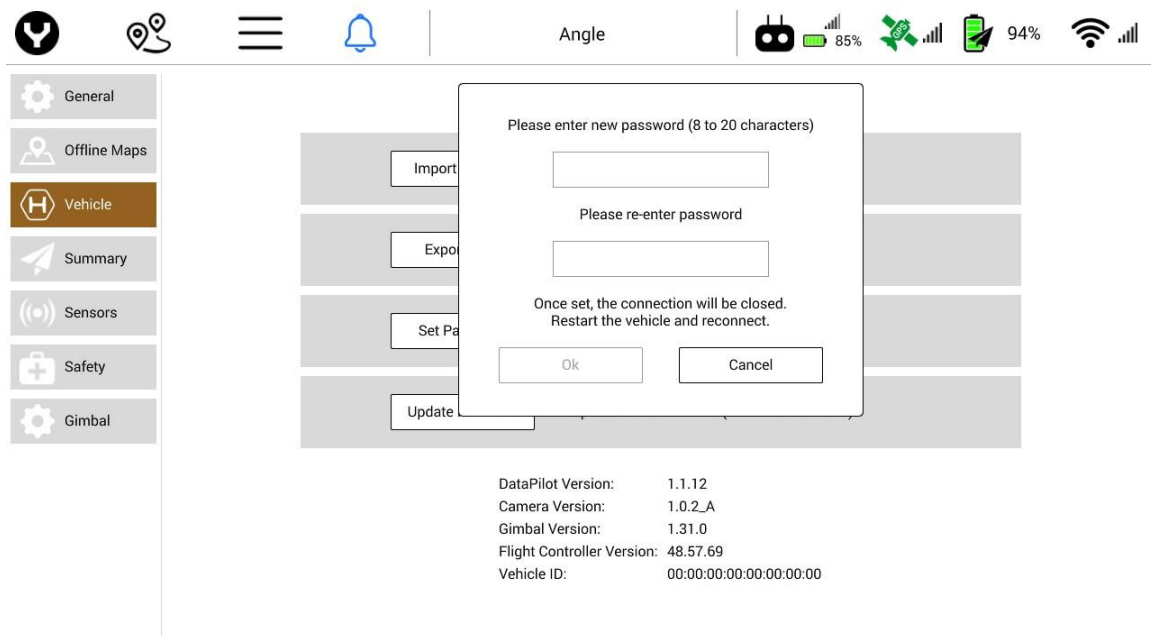 Angle
85%
GPS
94%
General
Offline Maps
Vehicle
Summary
Sensors
Safety
Gimbal
Please enter new password (8 to 20 characters)
Please re-enter password
Once set, the connection will be closed.
Restart the vehicle and reconnect.
Ok
Cancel
Import
Set
Update
DataPilot Version: 1.1.12
Camera Version: 1.0.2_A
Gimbal Version: 1.31.0
Flight Controller Version: 48.57.69
Vehicle ID: 00:00:00:00:00:00:00:00